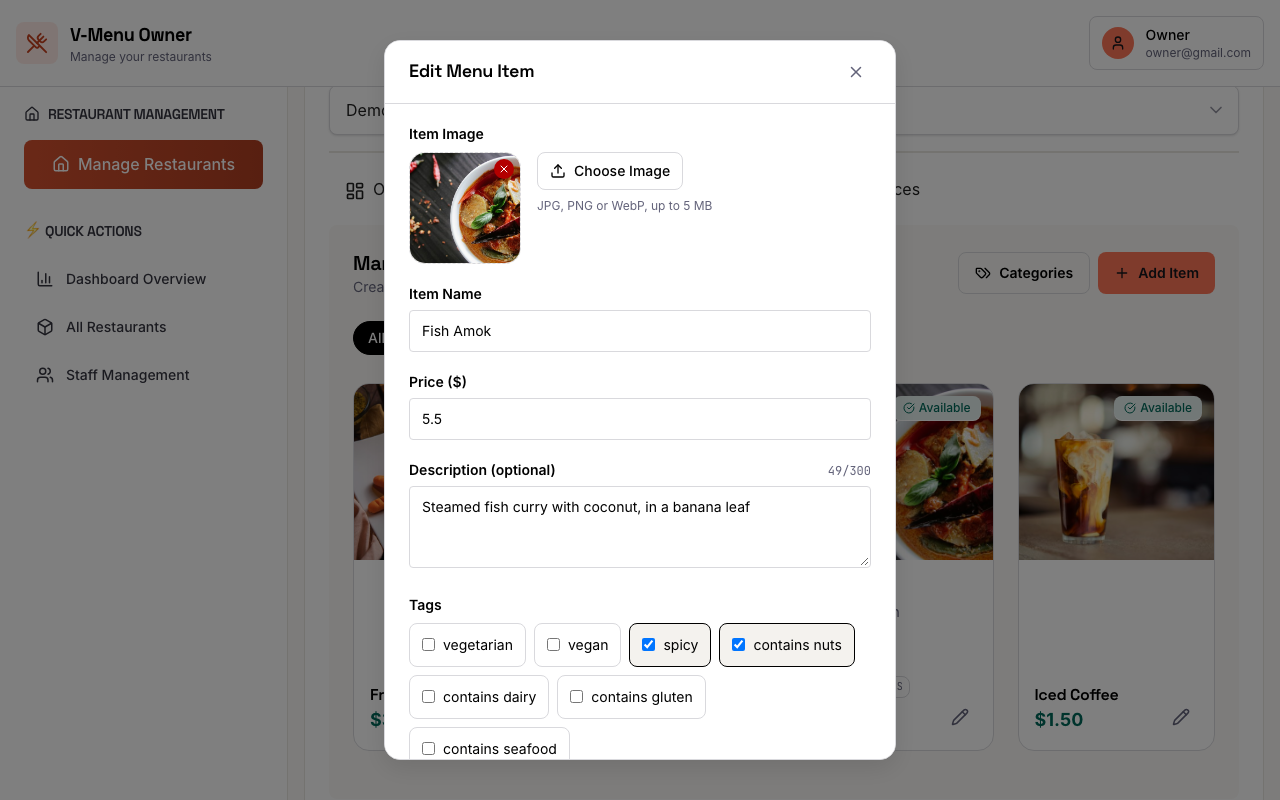 V-Menu Owner
Manage your restaurants
Owner
owner@gmail.com
RESTAURANT MANAGEMENT
Manage Restaurants
QUICK ACTIONS
Dashboard Overview
All Restaurants
Staff Management
Categories
Add Item
Available
Available
Iced Coffee
$1.50
Edit Menu Item
Item Image
Choose Image
JPG, PNG or WebP, up to 5 MB
Item Name
Fish Amok
Price ($)
5.5
Description (optional)
49/300
Steamed fish curry with coconut, in a banana leaf
Tags
vegetarian
vegan
spicy
contains nuts
contains dairy
contains gluten
contains seafood